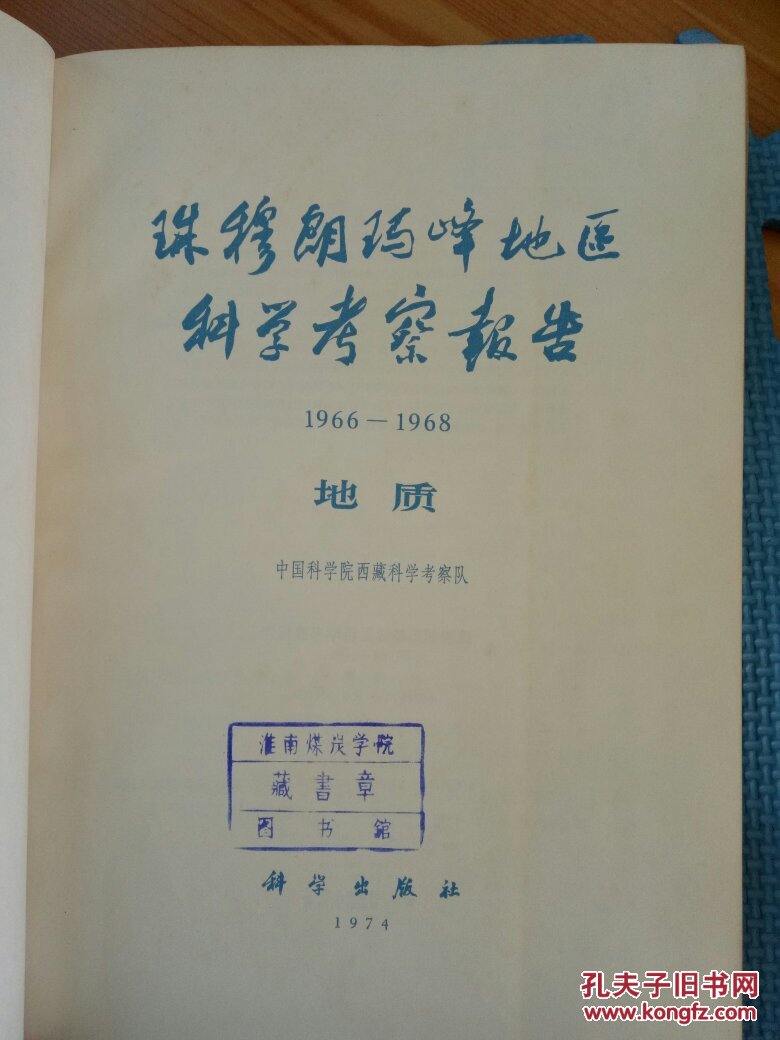 珠穆朗玛峰地区
科学考察報告
1966—1968
地质
中国科学院西藏科学考察队
淮南煤炭学院
藏書章
图书館
科学出版社
1974
孔夫子旧书网
www.kongfz.com